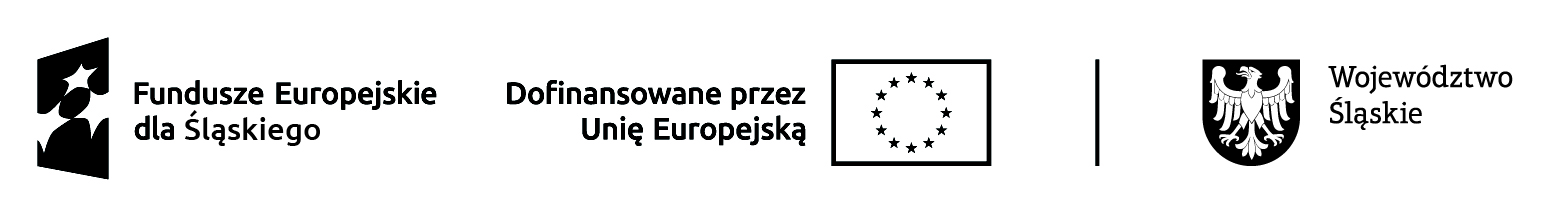 Fundusze Europejskie
dla Śląskiego
Dofinansowane przez
Unię Europejską
Województwo
Śląskie